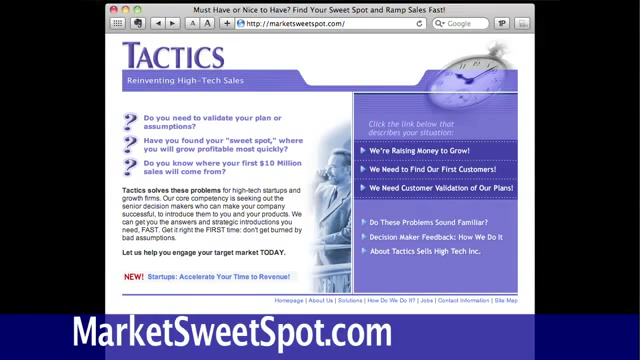 Must Have or Nice to Have? Find Your Sweet Spot and Ramp Sales Fast!
A A + http://marketsweetspot.com/ Google 1P
TACTICS
Reinventing High-Tech Sales
? Do you need to validate your plan or
assumptions?
? Have you found your "sweet spot," where
you will grow profitable most quickly?
? Do you know where your first $10 Million
sales will come from?
Tactics solves these problems for high-tech startups and
growth firms. Our core competency is seeking out the
senior decision makers who can make your company
successful, to introduce them to you and your products. We
can get you the answers and strategic introductions you
need, FAST. Get it right the FIRST time: don't get burned by
bad assumptions.
Let us help you engage your target market TODAY.
NEW! Startups: Accelerate Your Time to Revenue!
Click the link below that
describes your situation:
We're Raising Money to Grow!
We Need to Find Our First Customers!
We Need Customer Validation of Our Plans!
Do These Problems Sound Familiar?
Decision Maker Feedback: How We Do It
About Tactics Sells High Tech Inc.
Homepage | About Us | Solutions | How Do We Do It? | Jobs | Contact Information | Site Map
MarketSweetSpot.com